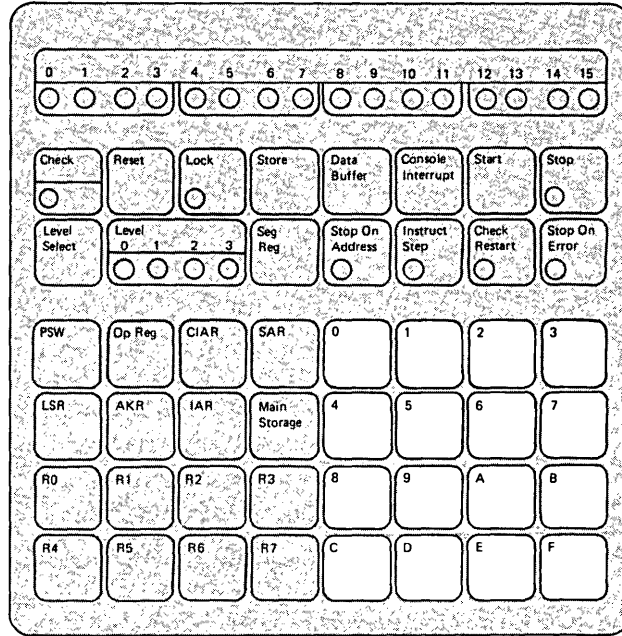 0 1 2 3 4 5 6 7 8 9 10 11 12 13 14 15
Check Reset Lock Store Data Buffer Console Interrupt Start Stop
Level Select Level 0 1 2 3 Seg Reg Stop On Address Instruct Step Check Restart Stop On Error
PSW Op Reg CIAR SAR 0 1 2 3
LSR AKR IAR Main Storage 4 5 6 7
R0 R1 R2 R3 8 9 A B
R4 R5 R6 R7 C D E F